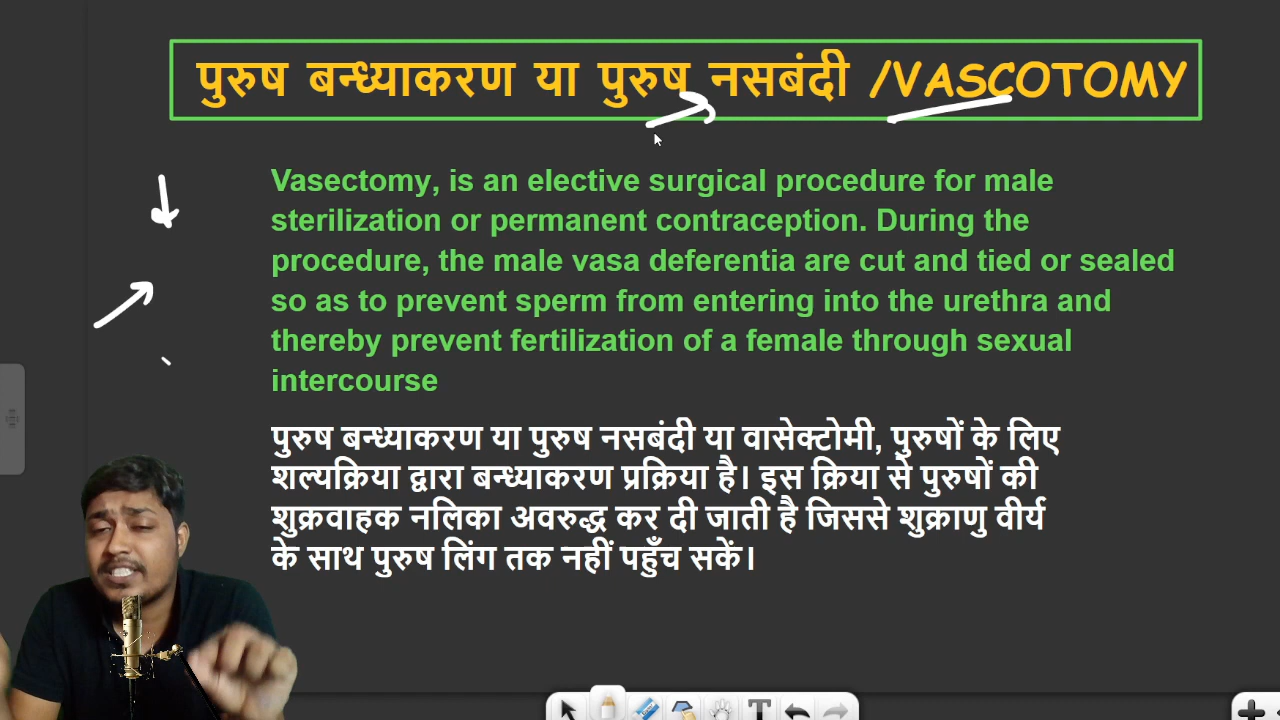 पुरुष बन्ध्याकरण या पुरुष नसबंदी /VASCOTOMY
Vasectomy, is an elective surgical procedure for male
sterilization or permanent contraception. During the
procedure, the male vasa deferentia are cut and tied or sealed
so as to prevent sperm from entering into the urethra and
thereby prevent fertilization of a female through sexual
intercourse
पुरुष बन्ध्याकरण या पुरुष नसबंदी या वासेक्टोमी, पुरुषों के लिए
शल्यक्रिया द्वारा बन्ध्याकरण प्रक्रिया है। इस क्रिया से पुरुषों की
शुक्रवाहक नलिका अवरुद्ध कर दी जाती है जिससे शुक्राणु वीर्य
के साथ पुरुष लिंग तक नहीं पहुँच सकें।